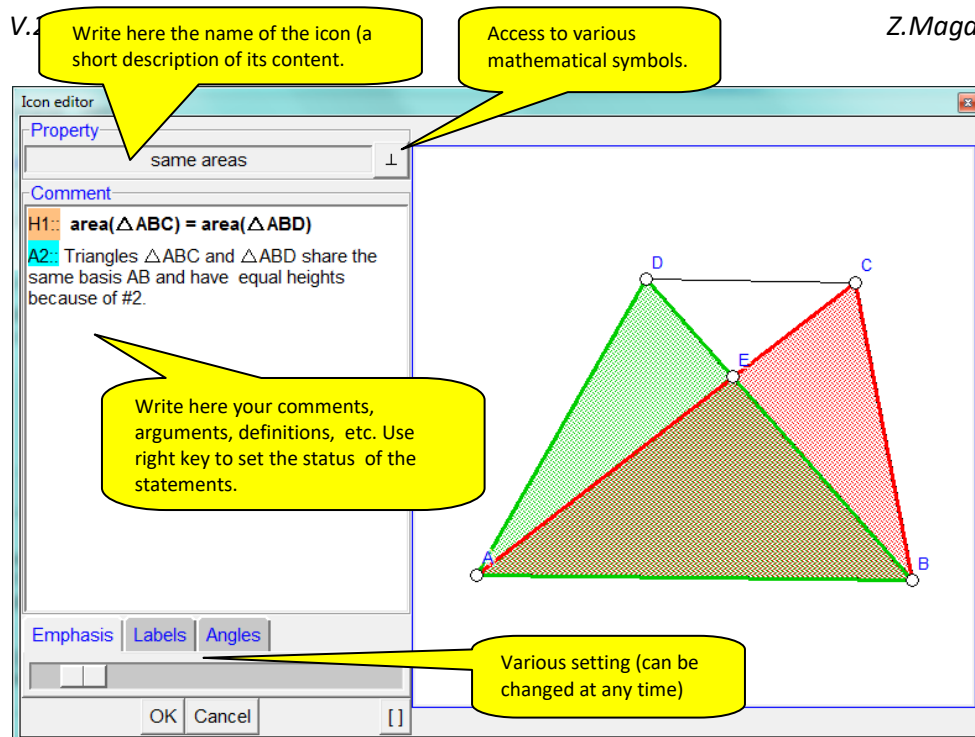 Write here the name of the icon (a
short description of its content.
Access to various
mathematical symbols.
Z.Magd
Icon editor
Property
same areas
⊥
Comment
H1:: area(△ABC) = area(△ABD)
A2:: Triangles △ABC and △ABD share the
same basis AB and have equal heights
because of #2.
Write here your comments,
arguments, definitions, etc. Use
right key to set the status of the
statements.
D
C
E
A
B
Emphasis Labels Angles
Various setting (can be
changed at any time)
OK Cancel [ ]